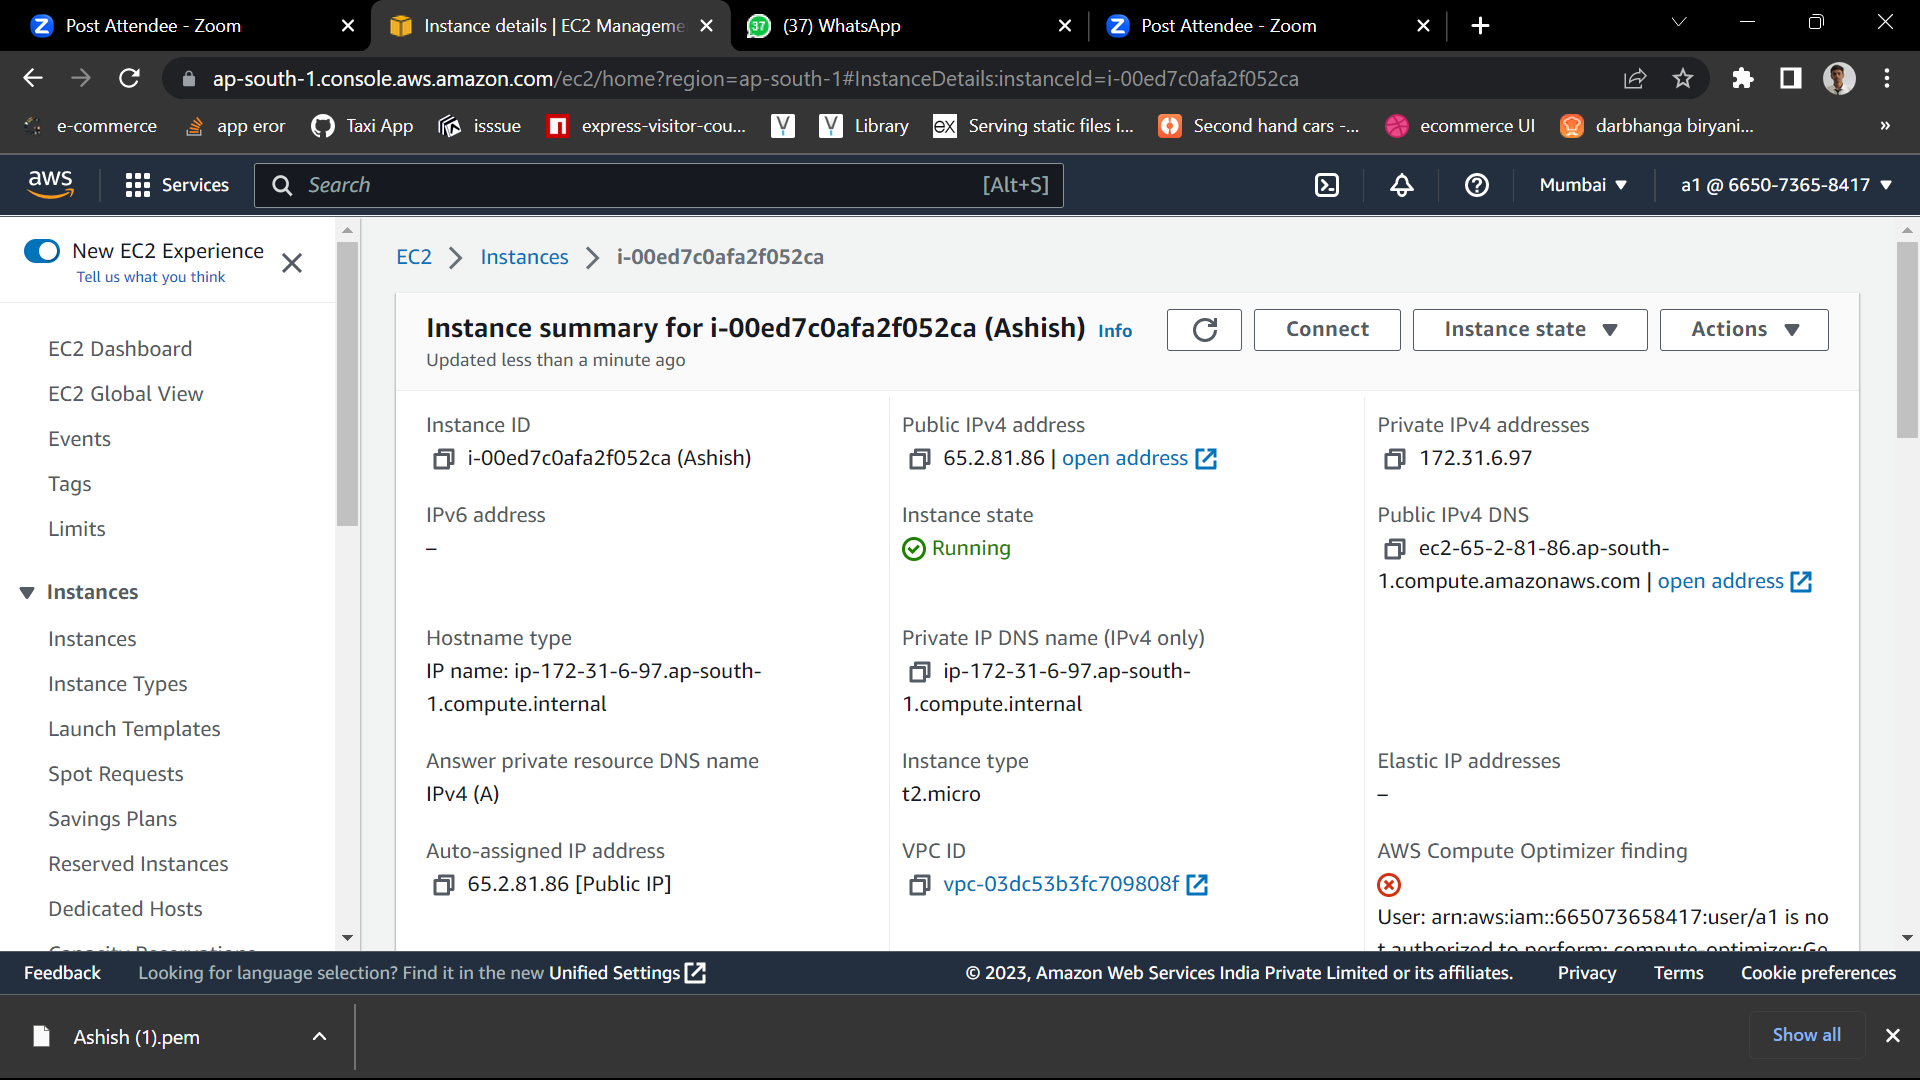 Post Attendee - Zoom
Instance details | EC2 Manageme
(37) WhatsApp
Post Attendee - Zoom
ap-south-1.console.aws.amazon.com/ec2/home?region=ap-south-1#InstanceDetails:instanceId=i-00ed7c0afa2f052ca
e-commerce
app eror
Taxi App
isssue
express-visitor-cou...
Library
Serving static files i...
Second hand cars -...
ecommerce UI
darbhanga biryani...
»
aws
Services
Search
[Alt+S]
Mumbai
a1 @ 6650-7365-8417
New EC2 Experience
Tell us what you think
EC2 Dashboard
EC2 Global View
Events
Tags
Limits
Instances
Instances
Instance Types
Launch Templates
Spot Requests
Savings Plans
Reserved Instances
Dedicated Hosts
Capacity Reservations
EC2
Instances
i-00ed7c0afa2f052ca
Instance summary for i-00ed7c0afa2f052ca (Ashish) Info
Updated less than a minute ago
Connect
Instance state
Actions
Instance ID
i-00ed7c0afa2f052ca (Ashish)
Public IPv4 address
65.2.81.86 | open address
Private IPv4 addresses
172.31.6.97
IPv6 address
–
Instance state
Running
Public IPv4 DNS
ec2-65-2-81-86.ap-south-
1.compute.amazonaws.com | open address
Hostname type
IP name: ip-172-31-6-97.ap-south-
1.compute.internal
Private IP DNS name (IPv4 only)
ip-172-31-6-97.ap-south-
1.compute.internal
Answer private resource DNS name
IPv4 (A)
Instance type
t2.micro
Elastic IP addresses
–
Auto-assigned IP address
65.2.81.86 [Public IP]
VPC ID
vpc-03dc53b3fc709808f
AWS Compute Optimizer finding
User: arn:aws:iam::665073658417:user/a1 is no
t authorized to perform: compute-optimizer:Ge
Feedback
Looking for language selection? Find it in the new Unified Settings
© 2023, Amazon Web Services India Private Limited or its affiliates.
Privacy
Terms
Cookie preferences
Ashish (1).pem
Show all